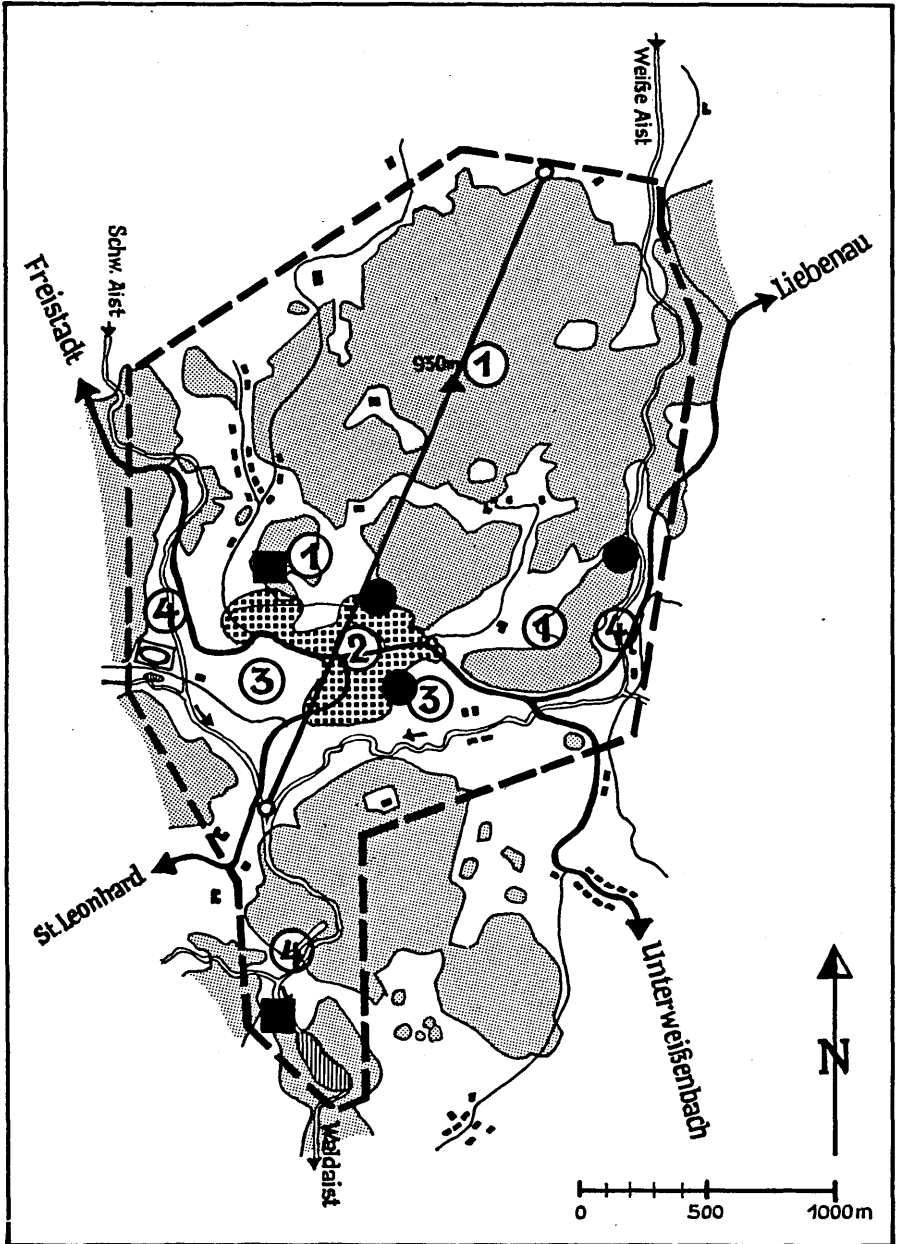 Weiße Aist
Schw. Aist
Freistadt
Liebenau
930m
1
1
4
2
1
4
3
3
St. Leonhard
4
Unterweißenbach
N
Waldaist
0 500 1000m